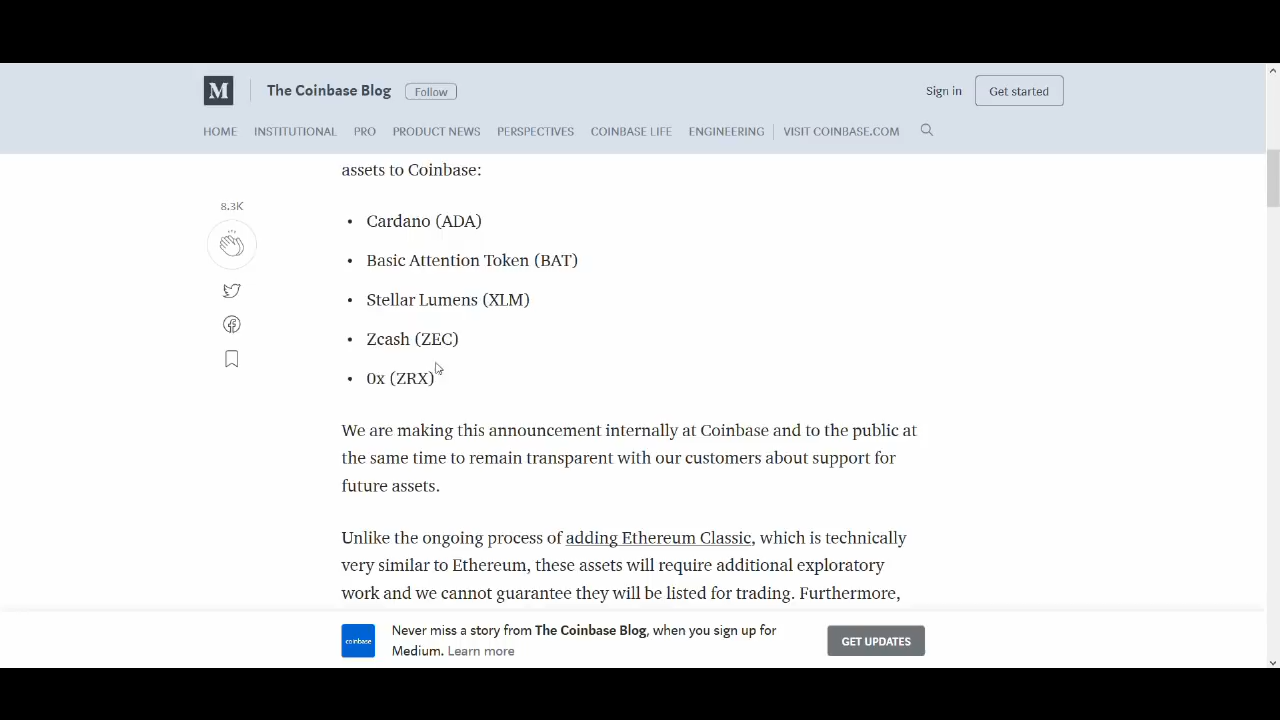 M
The Coinbase Blog
Follow
Sign in
Get started
HOME INSTITUTIONAL PRO PRODUCT NEWS PERSPECTIVES COINBASE LIFE ENGINEERING VISIT COINBASE.COM
assets to Coinbase:
8.3K
• Cardano (ADA)
• Basic Attention Token (BAT)
• Stellar Lumens (XLM)
• Zcash (ZEC)
• 0x (ZRX)
We are making this announcement internally at Coinbase and to the public at
the same time to remain transparent with our customers about support for
future assets.
Unlike the ongoing process of adding Ethereum Classic, which is technically
very similar to Ethereum, these assets will require additional exploratory
work and we cannot guarantee they will be listed for trading. Furthermore,
coinbase
Never miss a story from The Coinbase Blog, when you sign up for
Medium. Learn more
GET UPDATES